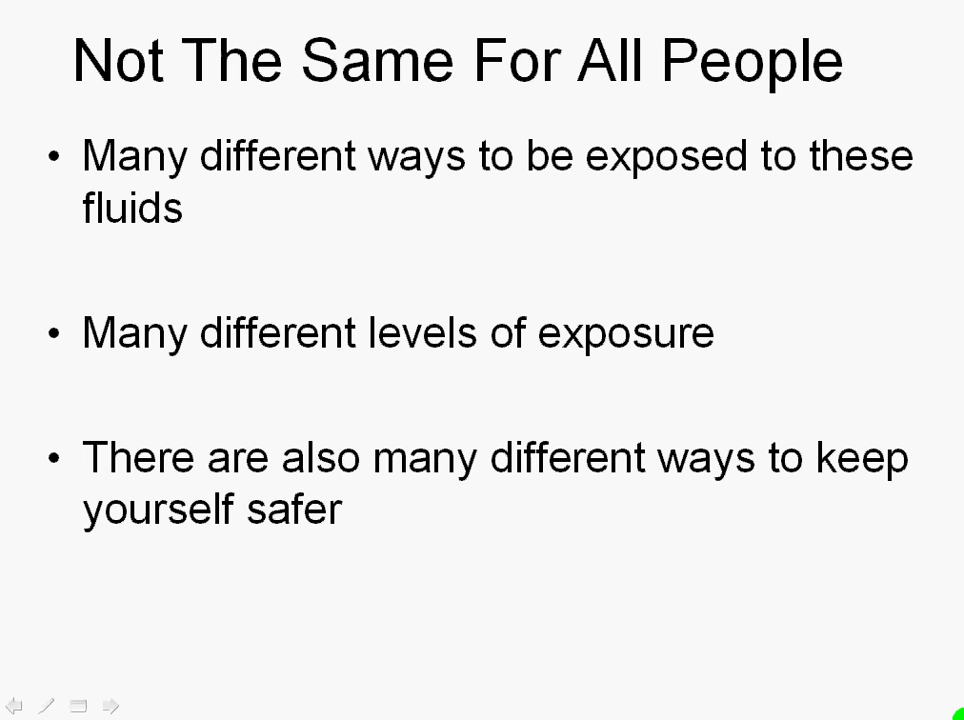 Not The Same For All People
• Many different ways to be exposed to these
fluids
• Many different levels of exposure
• There are also many different ways to keep
yourself safer